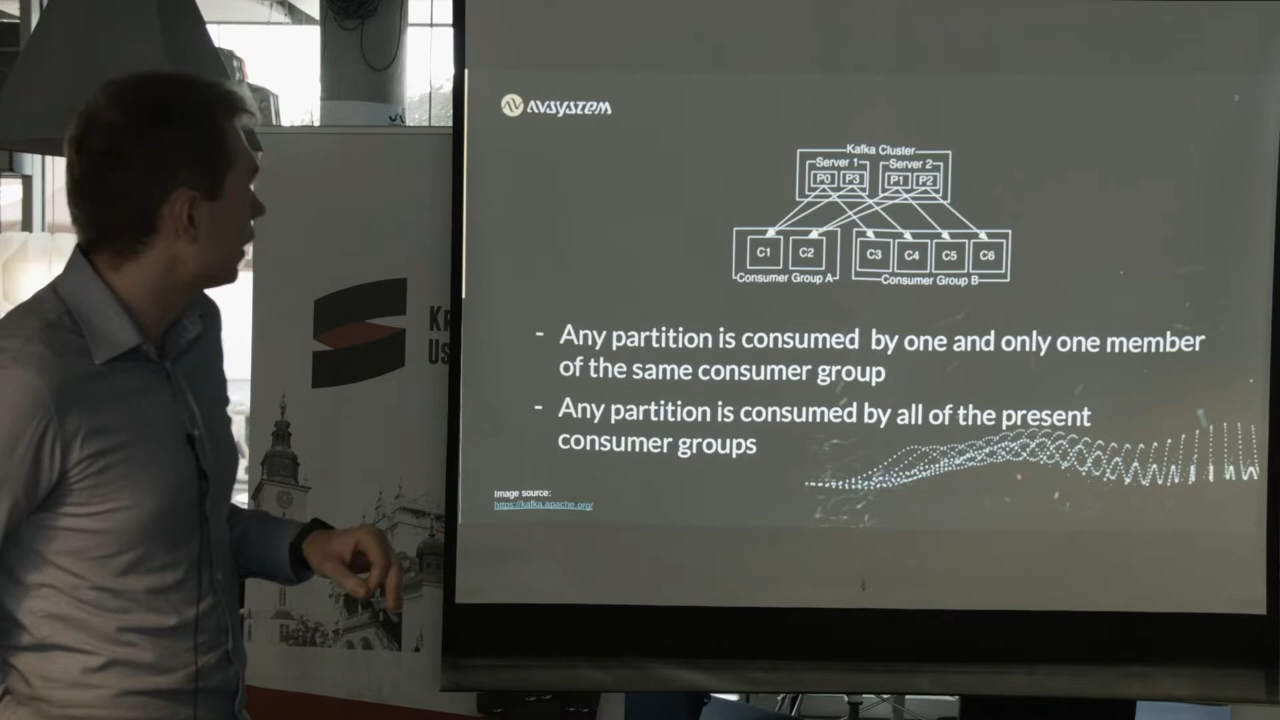 AVSYSTEM
Kafka Cluster
Server 1 Server 2
P0 P3 P1 P2
C1 C2 C3 C4 C5 C6
Consumer Group A Consumer Group B
- Any partition is consumed by one and only one member
of the same consumer group
- Any partition is consumed by all of the present
consumer groups
Image source:
https://kafka.apache.org/